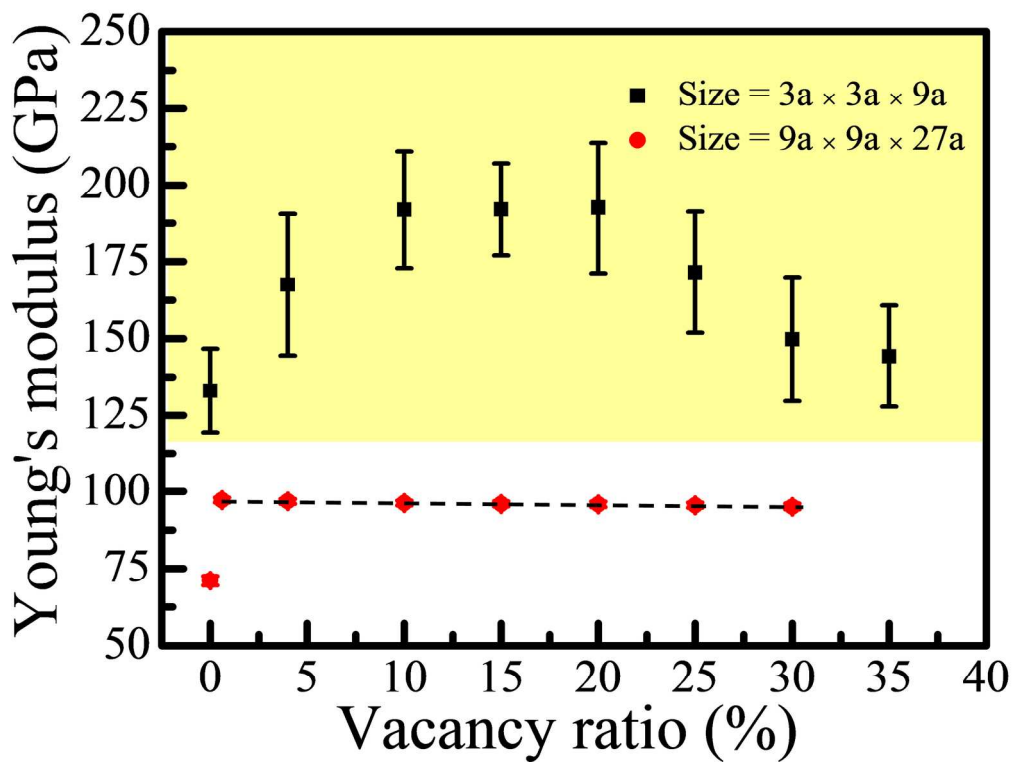 Young's modulus (GPa)
250
225
200
175
150
125
100
75
50
Size = 3a × 3a × 9a
Size = 9a × 9a × 27a
0 5 10 15 20 25 30 35 40
Vacancy ratio (%)